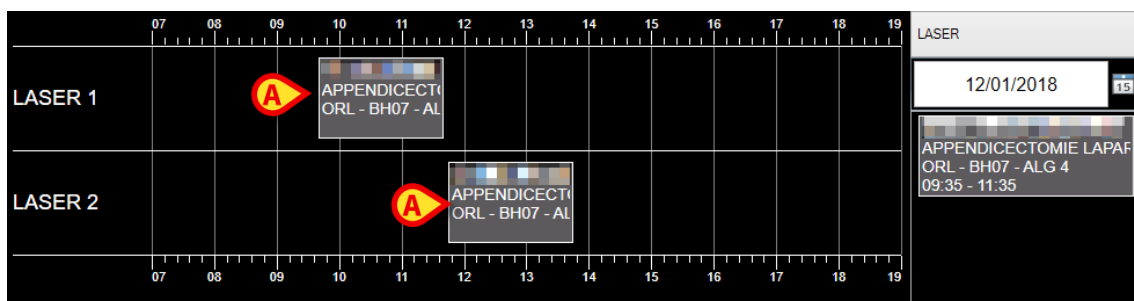 07 08 09 10 11 12 13 14 15 16 17 18 19
LASER
12/01/2018
15
LASER 1
A
APPENDICECT
ORL - BH07 - AL
APPENDICECTOMIE LAPAR
ORL - BH07 - ALG 4
09:35 - 11:35
LASER 2
A
APPENDICECT
ORL - BH07 - AL
07 08 09 10 11 12 13 14 15 16 17 18 19